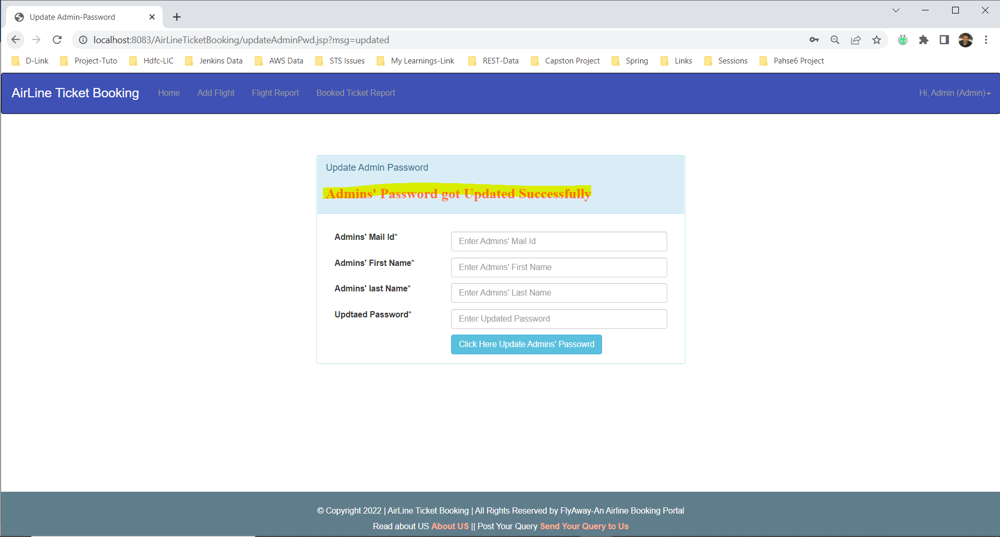 Update Admin-Password
localhost:8083/AirLineTicketBooking/updateAdminPwd.jsp?msg=updated
D-Link Project-Tuto Hdfc-LIC Jenkins Data AWS Data STS Issues My Learnings-Link REST-Data Capston Project Spring Links Sessions Pahse6 Project
AirLine Ticket Booking Home Add Flight Flight Report Booked Ticket Report Hi, Admin (Admin)
Update Admin Password
Admins' Password got Updated Successfully
Admins' Mail Id* Enter Admins' Mail Id
Admins' First Name* Enter Admins' First Name
Admins' last Name* Enter Admins' Last Name
Updtaed Password* Enter Updated Password
Click Here Update Admins' Passowrd
© Copyright 2022 | AirLine Ticket Booking | All Rights Reserved by FlyAway-An Airline Booking Portal
Read about US About US || Post Your Query Send Your Query to Us